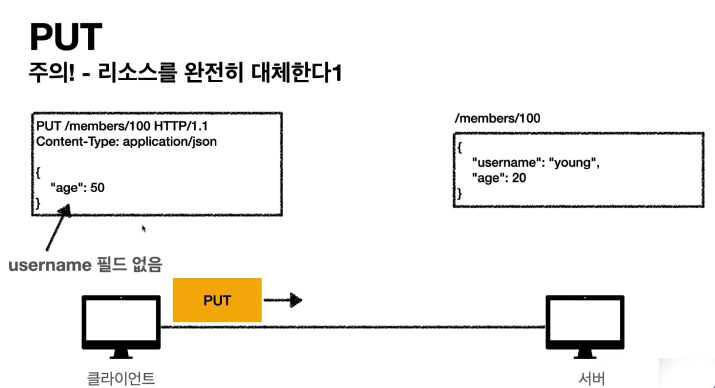 PUT
주의! - 리소스를 완전히 대체한다1
PUT /members/100 HTTP/1.1
Content-Type: application/json
{
"age": 50
}
username 필드 없음
/members/100
{
"username": "young",
"age": 20
}
PUT
클라이언트
서버